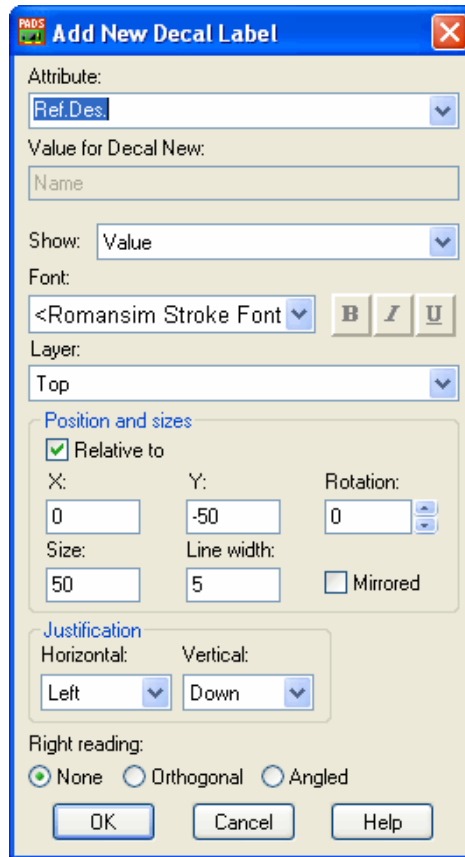 PADS
Add New Decal Label
Attribute:
Ref.Des.
Value for Decal New:
Name
Show: Value
Font:
<Romansim Stroke Font B I U
Layer:
Top
Position and sizes
Relative to
X: Y: Rotation:
0 -50 0
Size: Line width:
50 5 Mirrored
Justification
Horizontal: Vertical:
Left Down
Right reading:
None Orthogonal Angled
OK Cancel Help